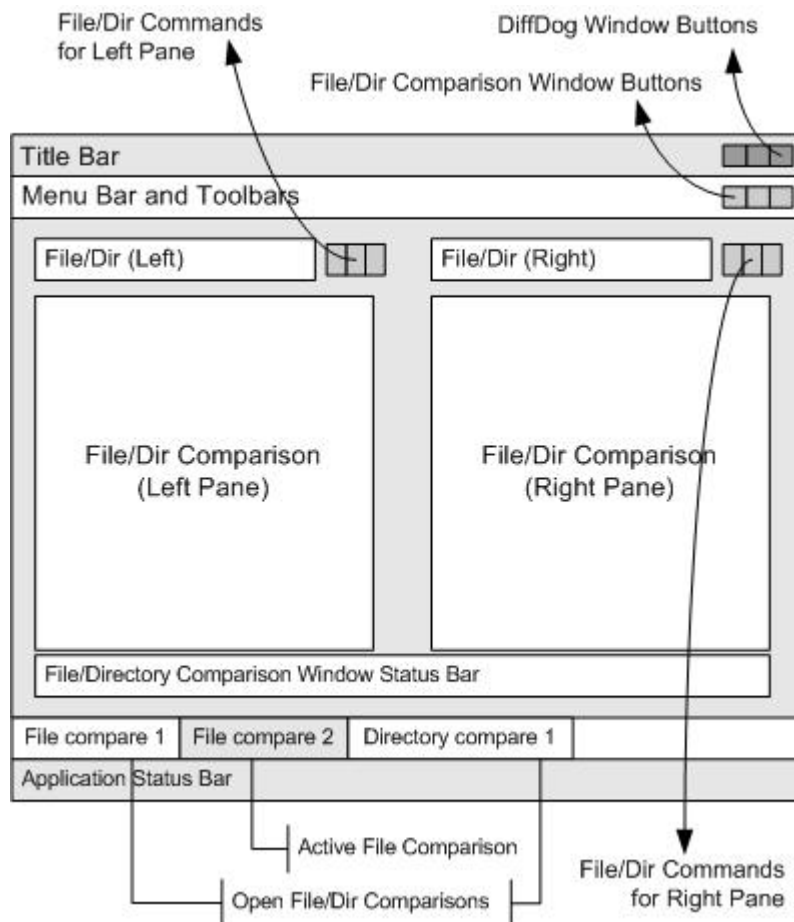 File/Dir Commands
for Left Pane
DiffDog Window Buttons
File/Dir Comparison Window Buttons
Title Bar
Menu Bar and Toolbars
File/Dir (Left)
File/Dir (Right)
File/Dir Comparison
(Left Pane)
File/Dir Comparison
(Right Pane)
File/Directory Comparison Window Status Bar
File compare 1
File compare 2
Directory compare 1
Application Status Bar
Active File Comparison
Open File/Dir Comparisons
File/Dir Commands
for Right Pane